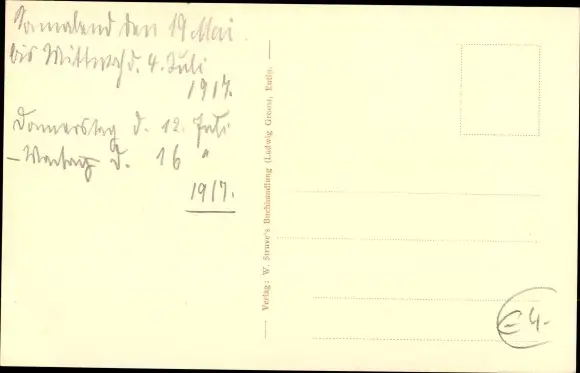 Sonnabend den 19 Mai.
bis Mittwoch d. 4. Juli
1917.
Donnerstag d. 12. Juli
– Montag d. 16 "
1917.
Verlag: W. Struve's Buchhandlung (Ludwig Groest, Eutin.
€ 4-